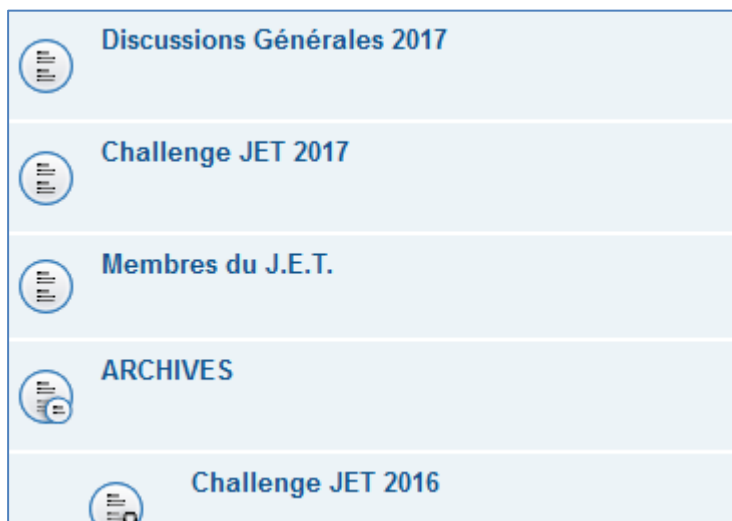 Discussions Générales 2017
Challenge JET 2017
Membres du J.E.T.
ARCHIVES
Challenge JET 2016